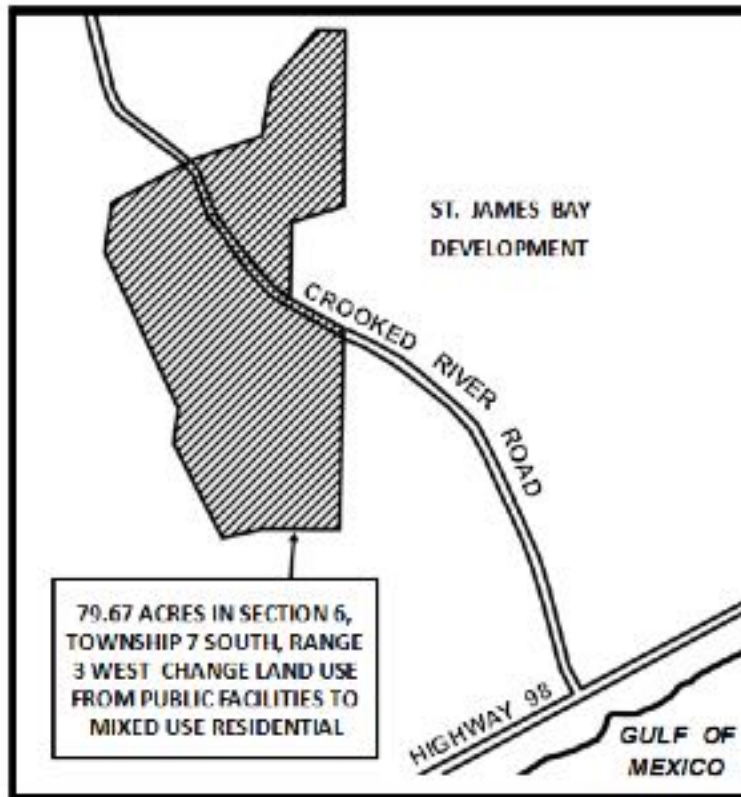 ST. JAMES BAY
DEVELOPMENT
CROOKED RIVER ROAD
79.67 ACRES IN SECTION 6,
TOWNSHIP 7 SOUTH, RANGE
3 WEST CHANGE LAND USE
FROM PUBLIC FACILITIES TO
MIXED USE RESIDENTIAL
HIGHWAY 98
GULF OF
MEXICO